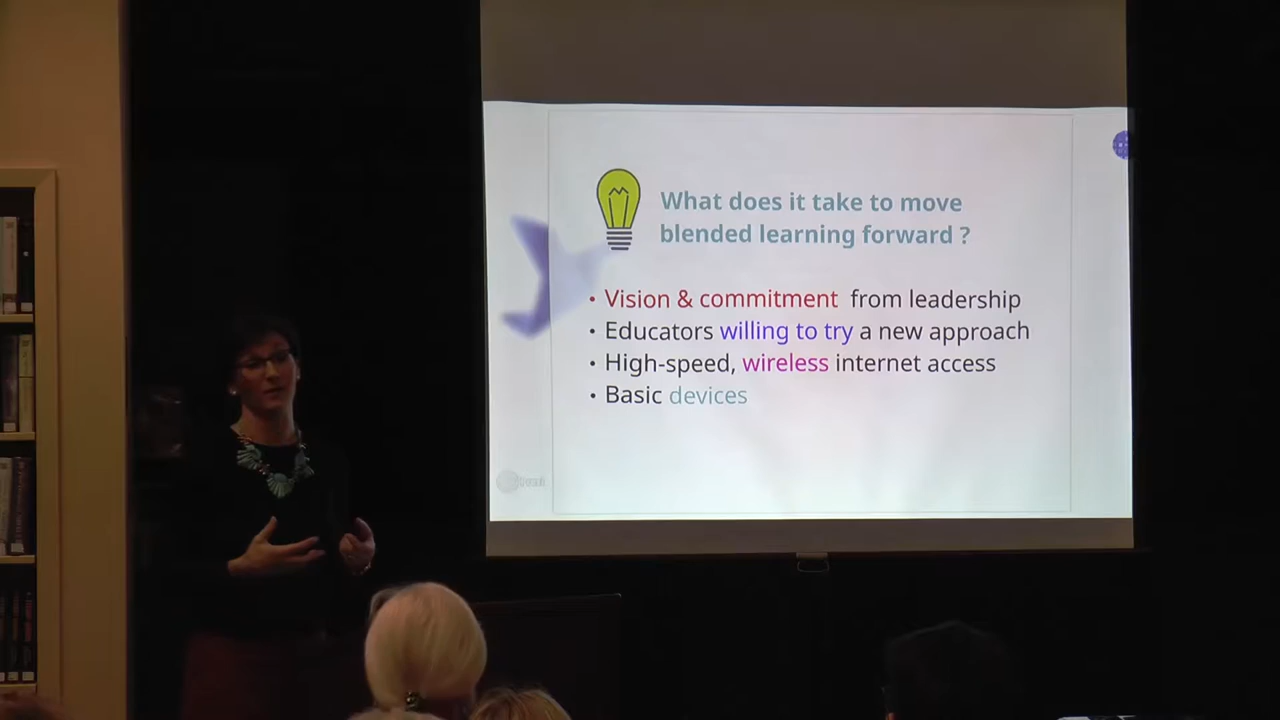 What does it take to move
blended learning forward ?
• Vision & commitment from leadership
• Educators willing to try a new approach
• High-speed, wireless internet access
• Basic devices